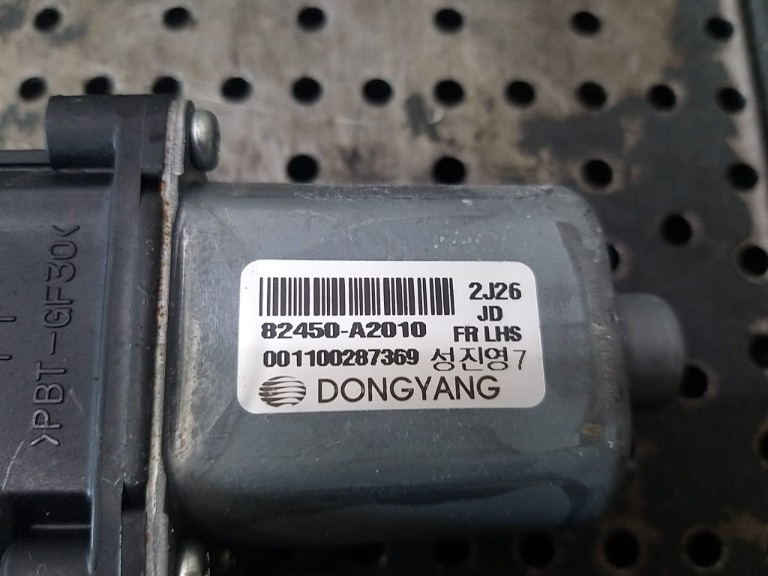 2J26
JD
82450-A2010 FR LHS
001100287369 성진영7
DONGYANG
>PBT-GF30<